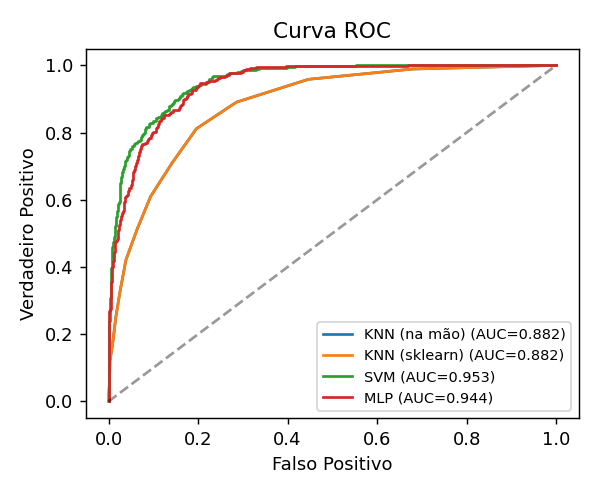 Curva ROC
1.0
0.8
0.6
0.4
0.2
0.0
Verdadeiro Positivo
KNN (na mão) (AUC=0.882)
KNN (sklearn) (AUC=0.882)
SVM (AUC=0.953)
MLP (AUC=0.944)
0.0 0.2 0.4 0.6 0.8 1.0
Falso Positivo